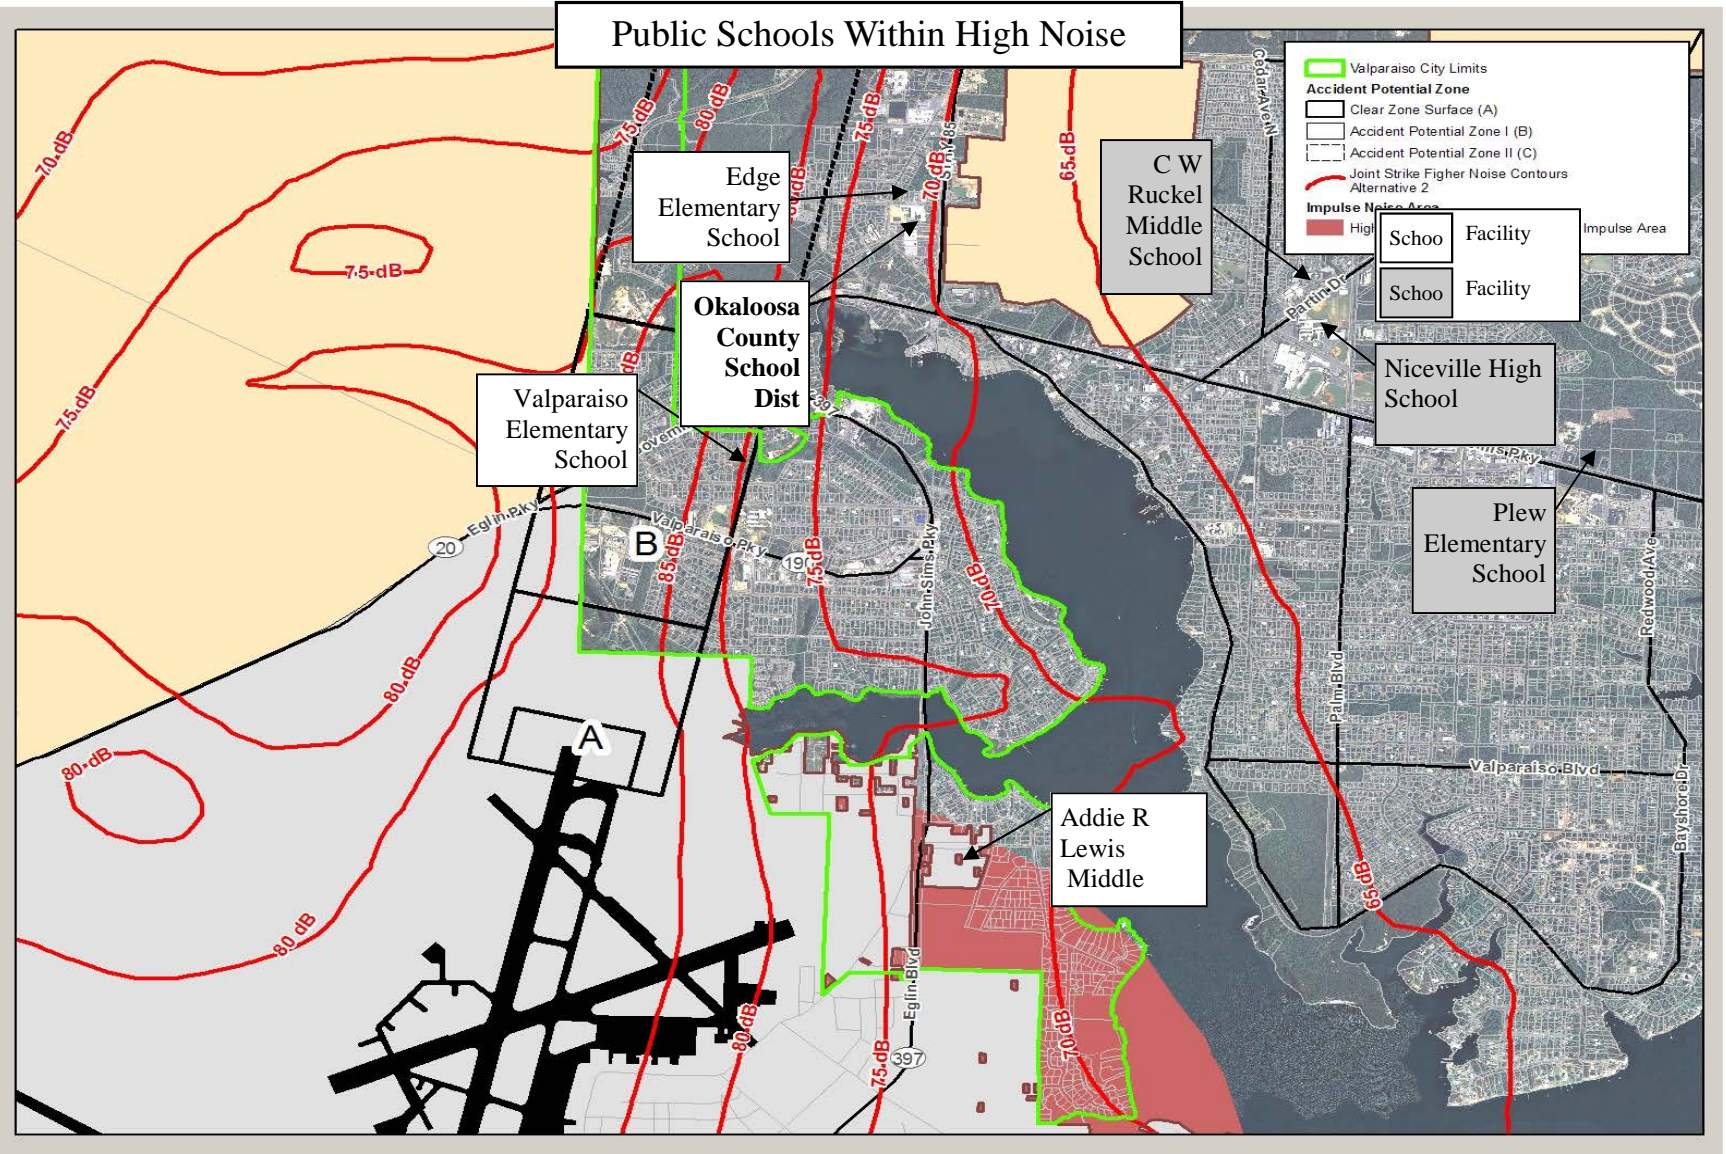 Public Schools Within High Noise
Valparaiso City Limits
Accident Potential Zone
Clear Zone Surface (A)
Accident Potential Zone I (B)
Accident Potential Zone II (C)
Joint Strike Figher Noise Contours
Alternative 2
Impulse Noise Area
Impulse Area
Schoo Facility
Schoo Facility
Cedar Ave N
70 dB
75 dB
80 dB
75 dB
70 dB
65 dB
Edge
Elementary
School
C W
Ruckel
Middle
School
75 dB
Okaloosa
County
School
Dist
Partin Dr
Niceville High
School
Valparaiso
Elementary
School
75 dB
397
Pky
Plew
Elementary
School
20
Eglin Pky
B
Valparaiso Pky
190
85 dB
75 dB
John Sims Pky
70 dB
Redwood Ave
Palm Blvd
80 dB
A
80 dB
Valparaiso Blvd
Bayshore Dr
Addie R
Lewis
Middle
65 dB
80 dB
Eglin Blvd
80 dB
75 dB
397
70 dB